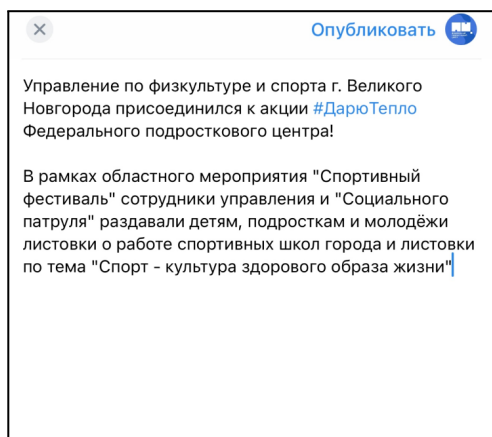 Опубликовать
Управление по физкультуре и спорта г. Великого
Новгорода присоединился к акции #ДарюТепло
Федерального подросткового центра!
В рамках областного мероприятия "Спортивный
фестиваль" сотрудники управления и "Социального
патруля" раздавали детям, подросткам и молодёжи
листовки о работе спортивных школ города и листовки
по тема "Спорт - культура здорового образа жизни"